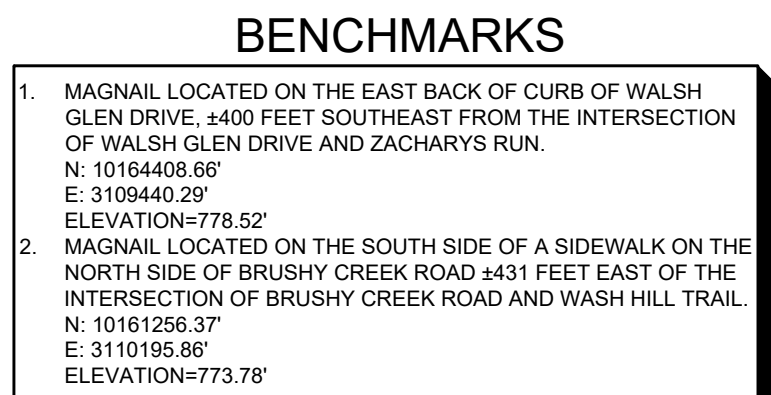 BENCHMARKS
1. MAGNAIL LOCATED ON THE EAST BACK OF CURB OF WALSH
GLEN DRIVE, ±400 FEET SOUTHEAST FROM THE INTERSECTION
OF WALSH GLEN DRIVE AND ZACHARYS RUN.
N: 10164408.66'
E: 3109440.29'
ELEVATION=778.52'
2. MAGNAIL LOCATED ON THE SOUTH SIDE OF A SIDEWALK ON THE
NORTH SIDE OF BRUSHY CREEK ROAD ±431 FEET EAST OF THE
INTERSECTION OF BRUSHY CREEK ROAD AND WASH HILL TRAIL.
N: 10161256.37'
E: 3110195.86'
ELEVATION=773.78'